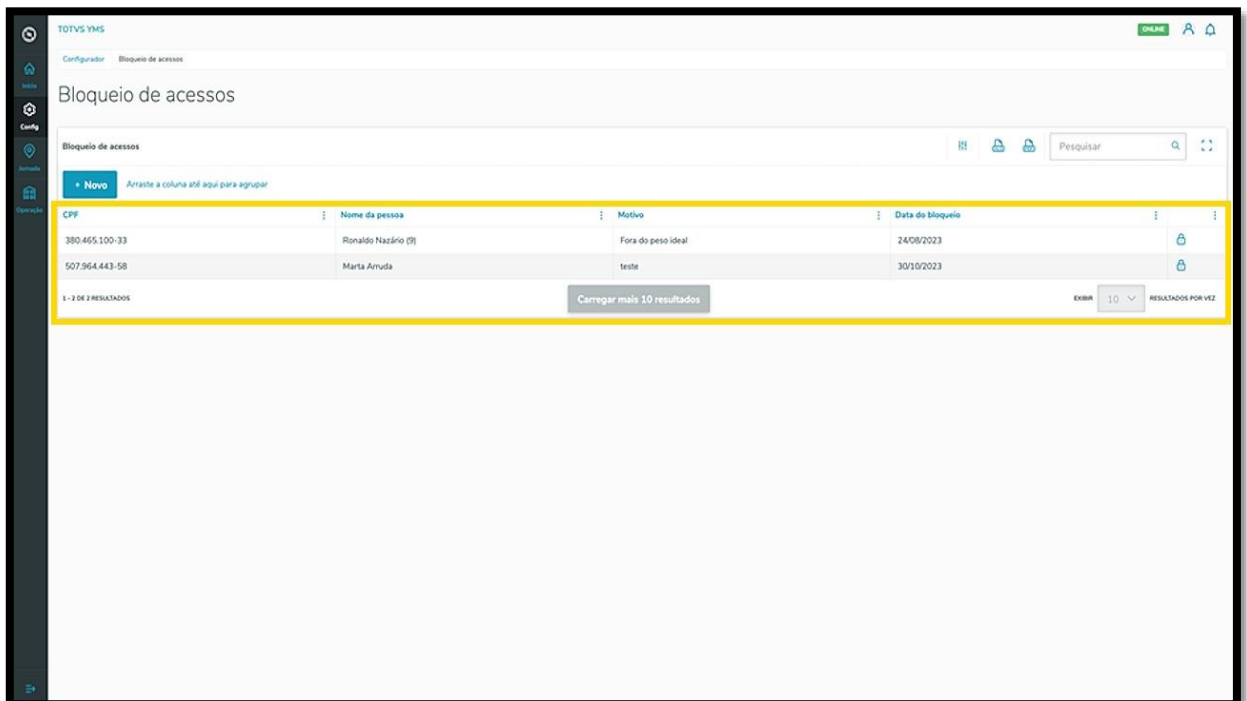 TOTVS YMS ONLINE
Configurador Bloqueio de acessos
Início
Bloqueio de acessos
Config
Bloqueio de acessos Pesquisar
Jornada
+ Novo Arraste a coluna até aqui para agrupar
Operação
CPF Nome da pessoa Motivo Data do bloqueio
380.465.100-33 Ronaldo Nazário (9) Fora do peso ideal 24/08/2023
507.964.443-58 Marta Arruda teste 30/10/2023
1 - 2 DE 2 RESULTADOS Carregar mais 10 resultados EXIBIR 10 RESULTADOS POR VEZ